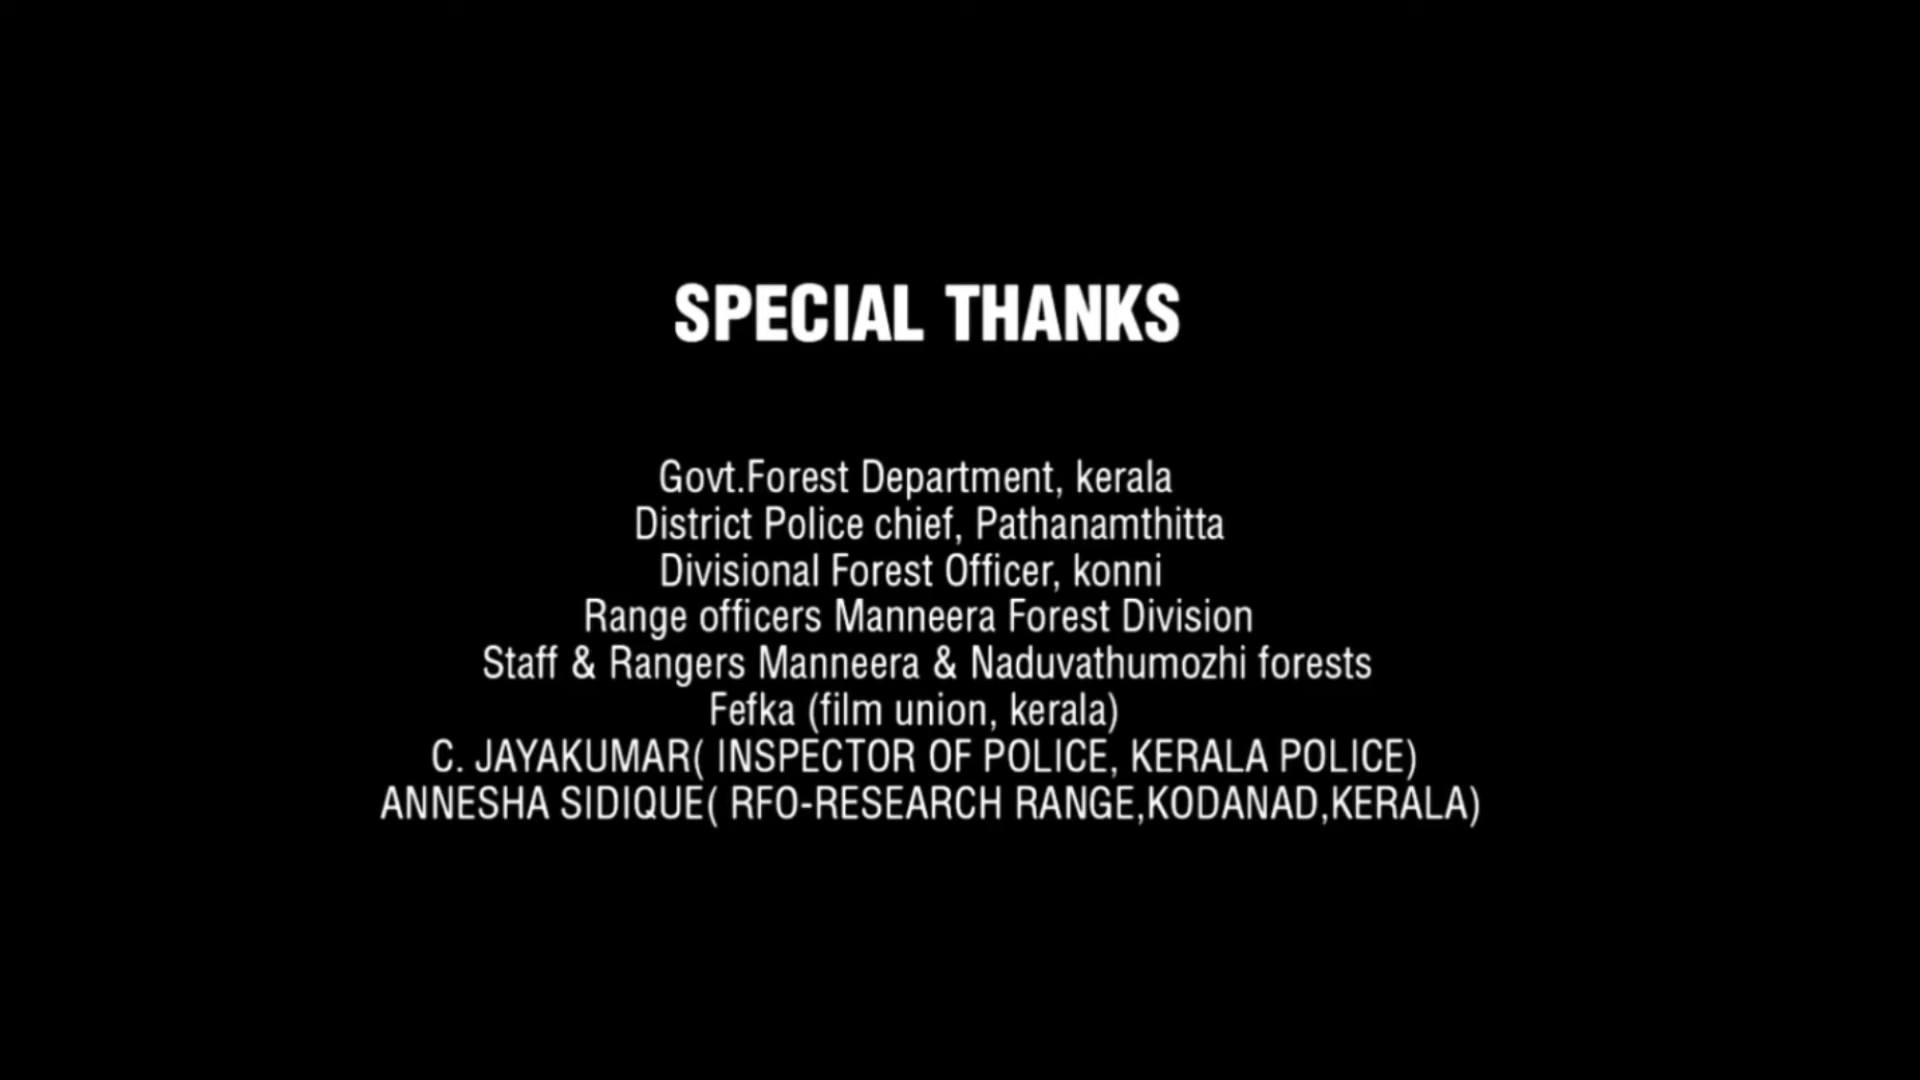 SPECIAL THANKS
Govt.Forest Department, kerala
District Police chief, Pathanamthitta
Divisional Forest Officer, konni
Range officers Manneera Forest Division
Staff & Rangers Manneera & Naduvathumozhi forests
Fefka (film union, kerala)
C. JAYAKUMAR( INSPECTOR OF POLICE, KERALA POLICE)
ANNESHA SIDIQUE( RFO-RESEARCH RANGE,KODANAD,KERALA)